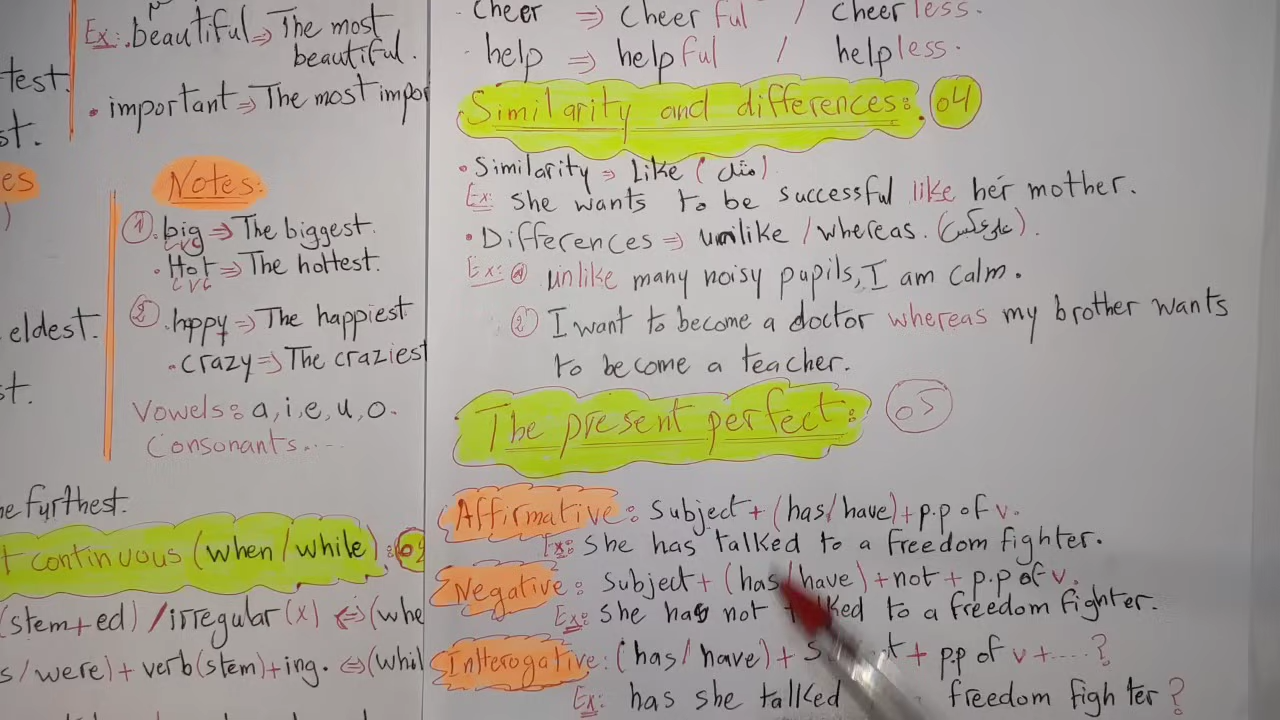 Ex: beautiful ⇒ The most
beautiful.
• important ⇒ The most impor
test.
st.
es
)
Notes:
① big ⇒ The biggest.
CVC
• Hot ⇒ The hottest.
CVC
② happy ⇒ The happiest
• crazy ⇒ The craziest
eldest.
st.
Vowels: a, i, e, u, o.
Consonants....
he furthest.
t continuous (when/while):
(stem+ed) / irregular (x) ⇔ (whe
s/were) + verb(stem)+ing. ⇔ (whil
- cheer ⇒ cheerful / cheerless.
- help ⇒ helpful / helpless.
Similarity and differences: 04
• Similarity ⇒ Like (مثل)
Ex: she wants to be successful like her mother.
• Differences ⇒ unlike / whereas. (على عكس).
Ex: ① unlike many noisy pupils, I am calm.
② I want to become a doctor whereas my brother wants
to become a teacher.
The present perfect: 05
Affirmative: Subject + (has/have) + p.p of v.
Ex: she has talked to a freedom fighter.
Negative: Subject + (has/have) + not + p.p of v.
Ex: she has not talked to a freedom fighter.
Interrogative: (has/have) + S t + p.p of v + ....?
Ex: has she talked freedom fighter?